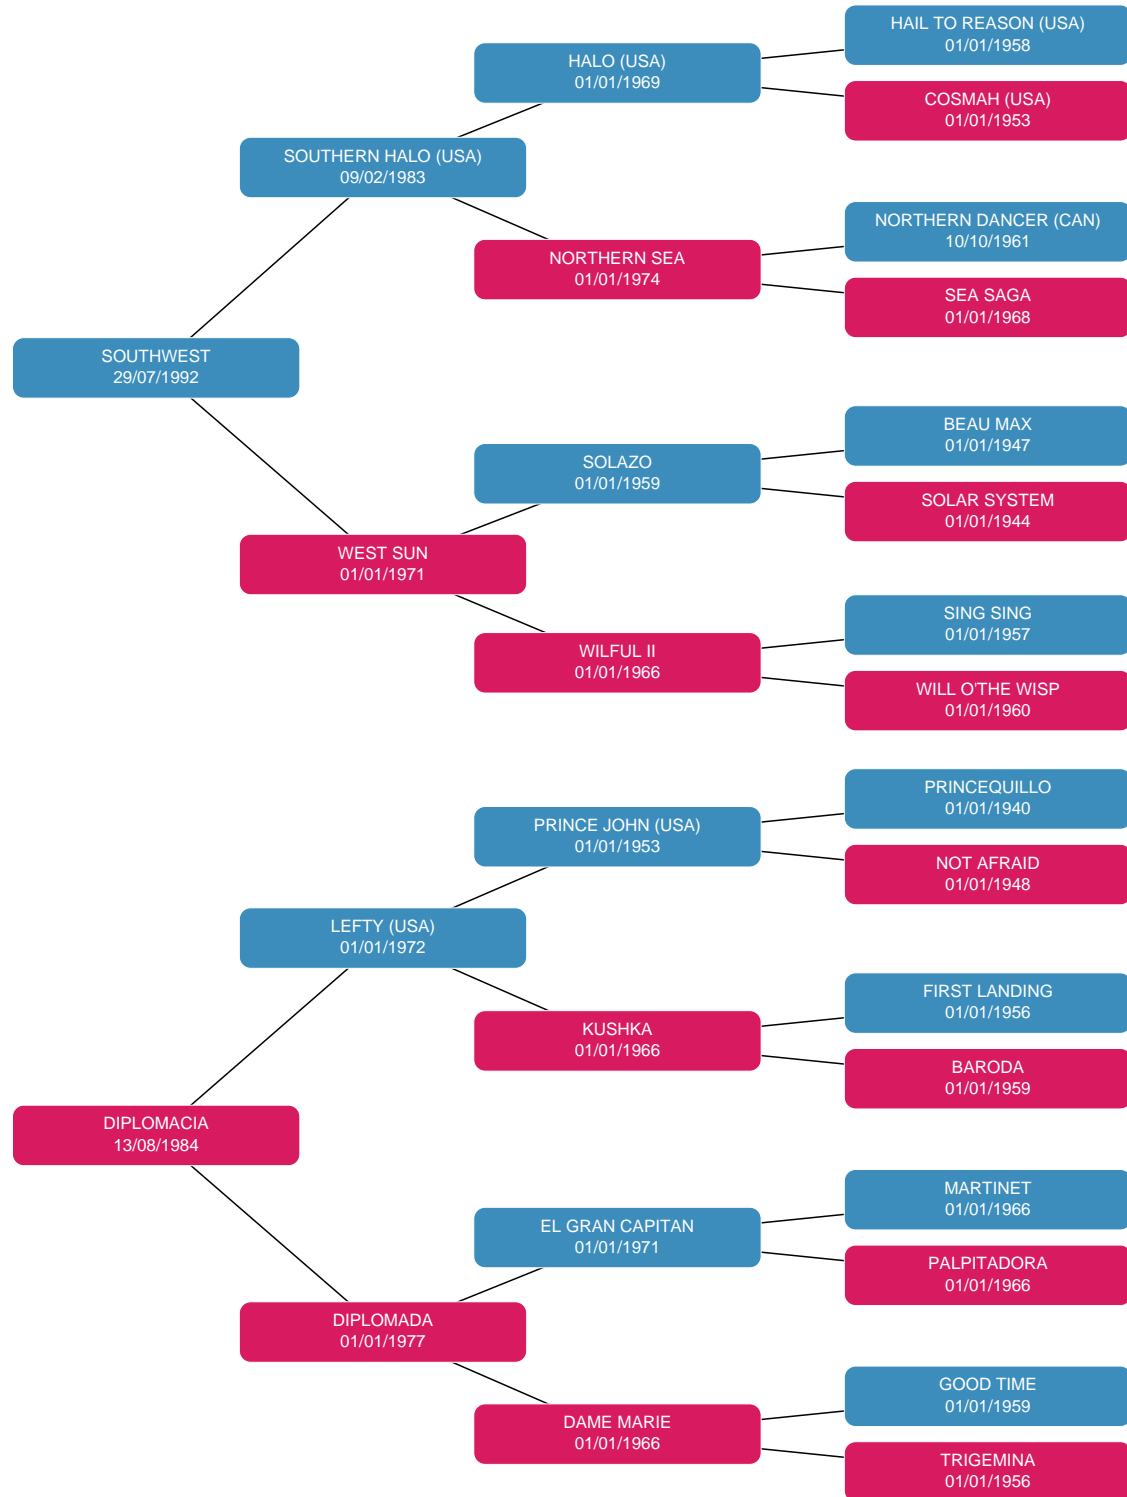 HAIL TO REASON (USA)
01/01/1958
HALO (USA)
01/01/1969
COSMAH (USA)
01/01/1953
SOUTHERN HALO (USA)
09/02/1983
NORTHERN DANCER (CAN)
10/10/1961
NORTHERN SEA
01/01/1974
SEA SAGA
01/01/1968
SOUTHWEST
29/07/1992
BEAU MAX
01/01/1947
SOLAZO
01/01/1959
SOLAR SYSTEM
01/01/1944
WEST SUN
01/01/1971
SING SING
01/01/1957
WILFUL II
01/01/1966
WILL O'THE WISP
01/01/1960
PRINCEQUILLO
01/01/1940
PRINCE JOHN (USA)
01/01/1953
NOT AFRAID
01/01/1948
LEFTY (USA)
01/01/1972
FIRST LANDING
01/01/1956
KUSHKA
01/01/1966
BARODA
01/01/1959
DIPLOMACIA
13/08/1984
MARTINET
01/01/1966
EL GRAN CAPITAN
01/01/1971
PALPITADORA
01/01/1966
DIPLOMADA
01/01/1977
GOOD TIME
01/01/1959
DAME MARIE
01/01/1966
TRIGEMINA
01/01/1956